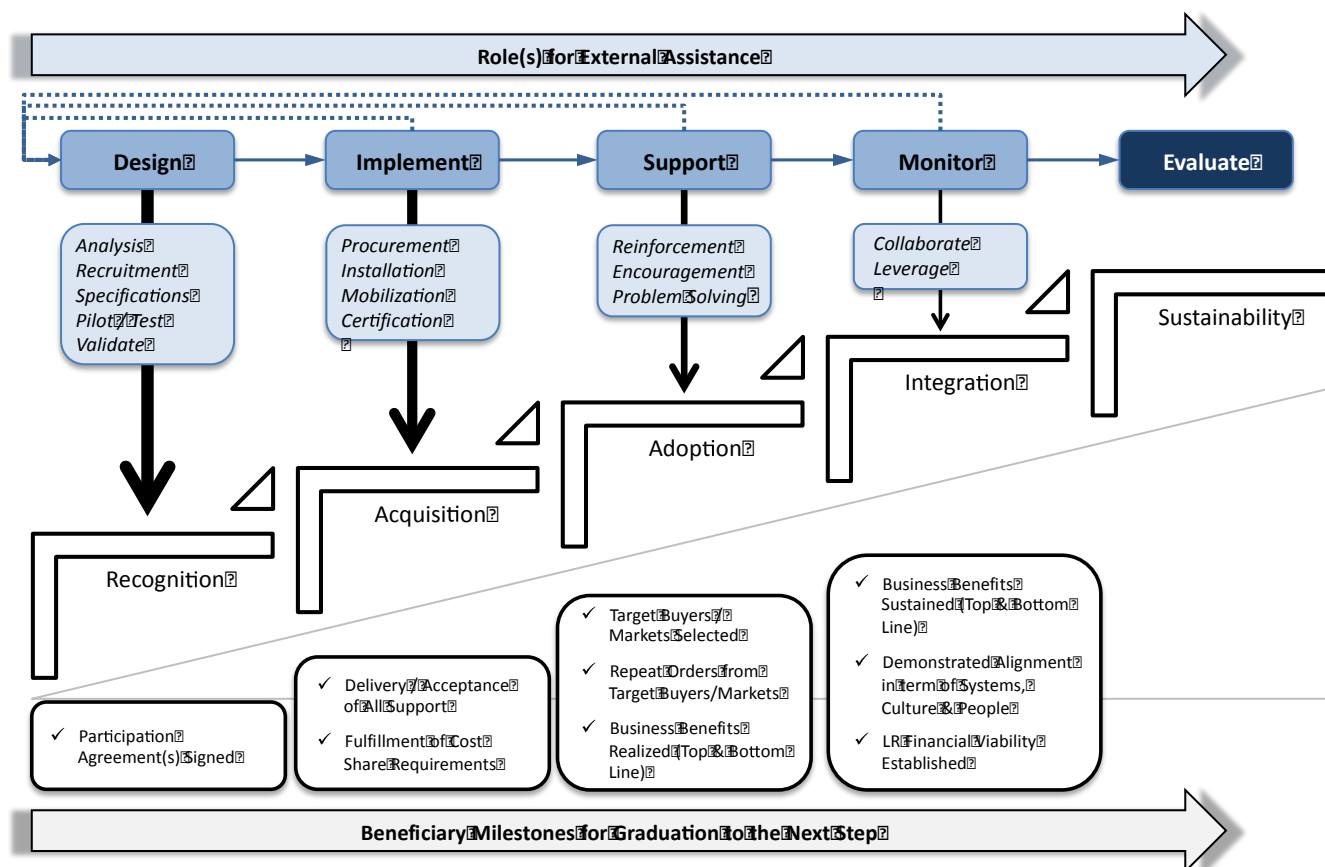 Role(s) for External Assistance
Design
Implement
Support
Monitor
Evaluate
Analysis
Recruitment
Specifications
Pilot / Test
Validate
Procurement
Installation
Mobilization
Certification
Reinforcement
Encouragement
Problem Solving
Collaborate
Leverage
Sustainability
Integration
Adoption
Acquisition
Recognition
✓ Participation
Agreement(s) Signed
✓ Delivery / Acceptance
of All Support
✓ Fulfillment of Cost
Share Requirements
✓ Target Buyers /
Markets Selected
✓ Repeat Orders from
Target Buyers/Markets
✓ Business Benefits
Realized (Top & Bottom
Line)
✓ Business Benefits
Sustained (Top & Bottom
Line)
✓ Demonstrated Alignment
in term of Systems,
Culture & People
✓ LR Financial Viability
Established
Beneficiary Milestones for Graduation to the Next Step